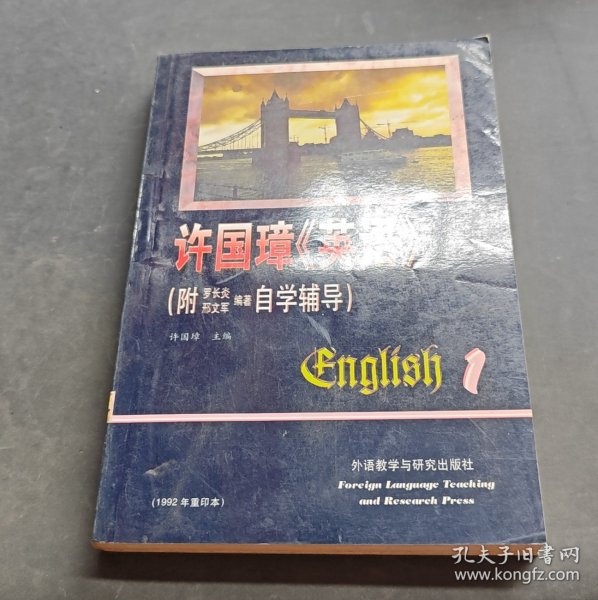 许国璋《英语》
(附 罗长炎 邢文军 编著 自学辅导)
许国璋 主编
English 1
外语教学与研究出版社
Foreign Language Teaching
and Research Press
(1992年重印本)
孔夫子旧书网
www.kongfz.com